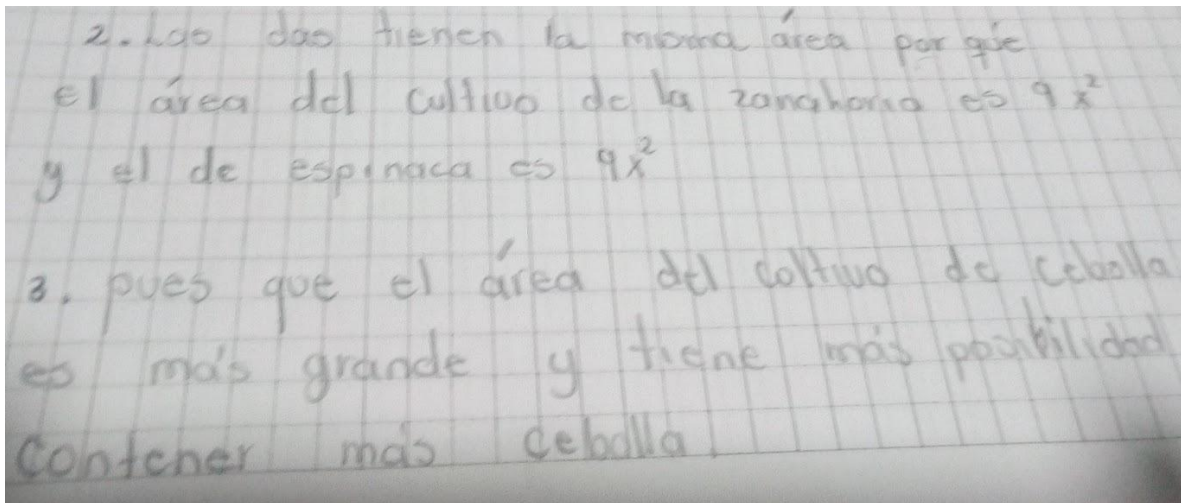 2. Las dos tienen la misma área por que
el área del cultivo de la zanahoria es 9x²
y el de espinaca es 9x²
3. pues que el área del coltivo de cebolla
es más grande y tiene más posibilidad
contener más cebolla